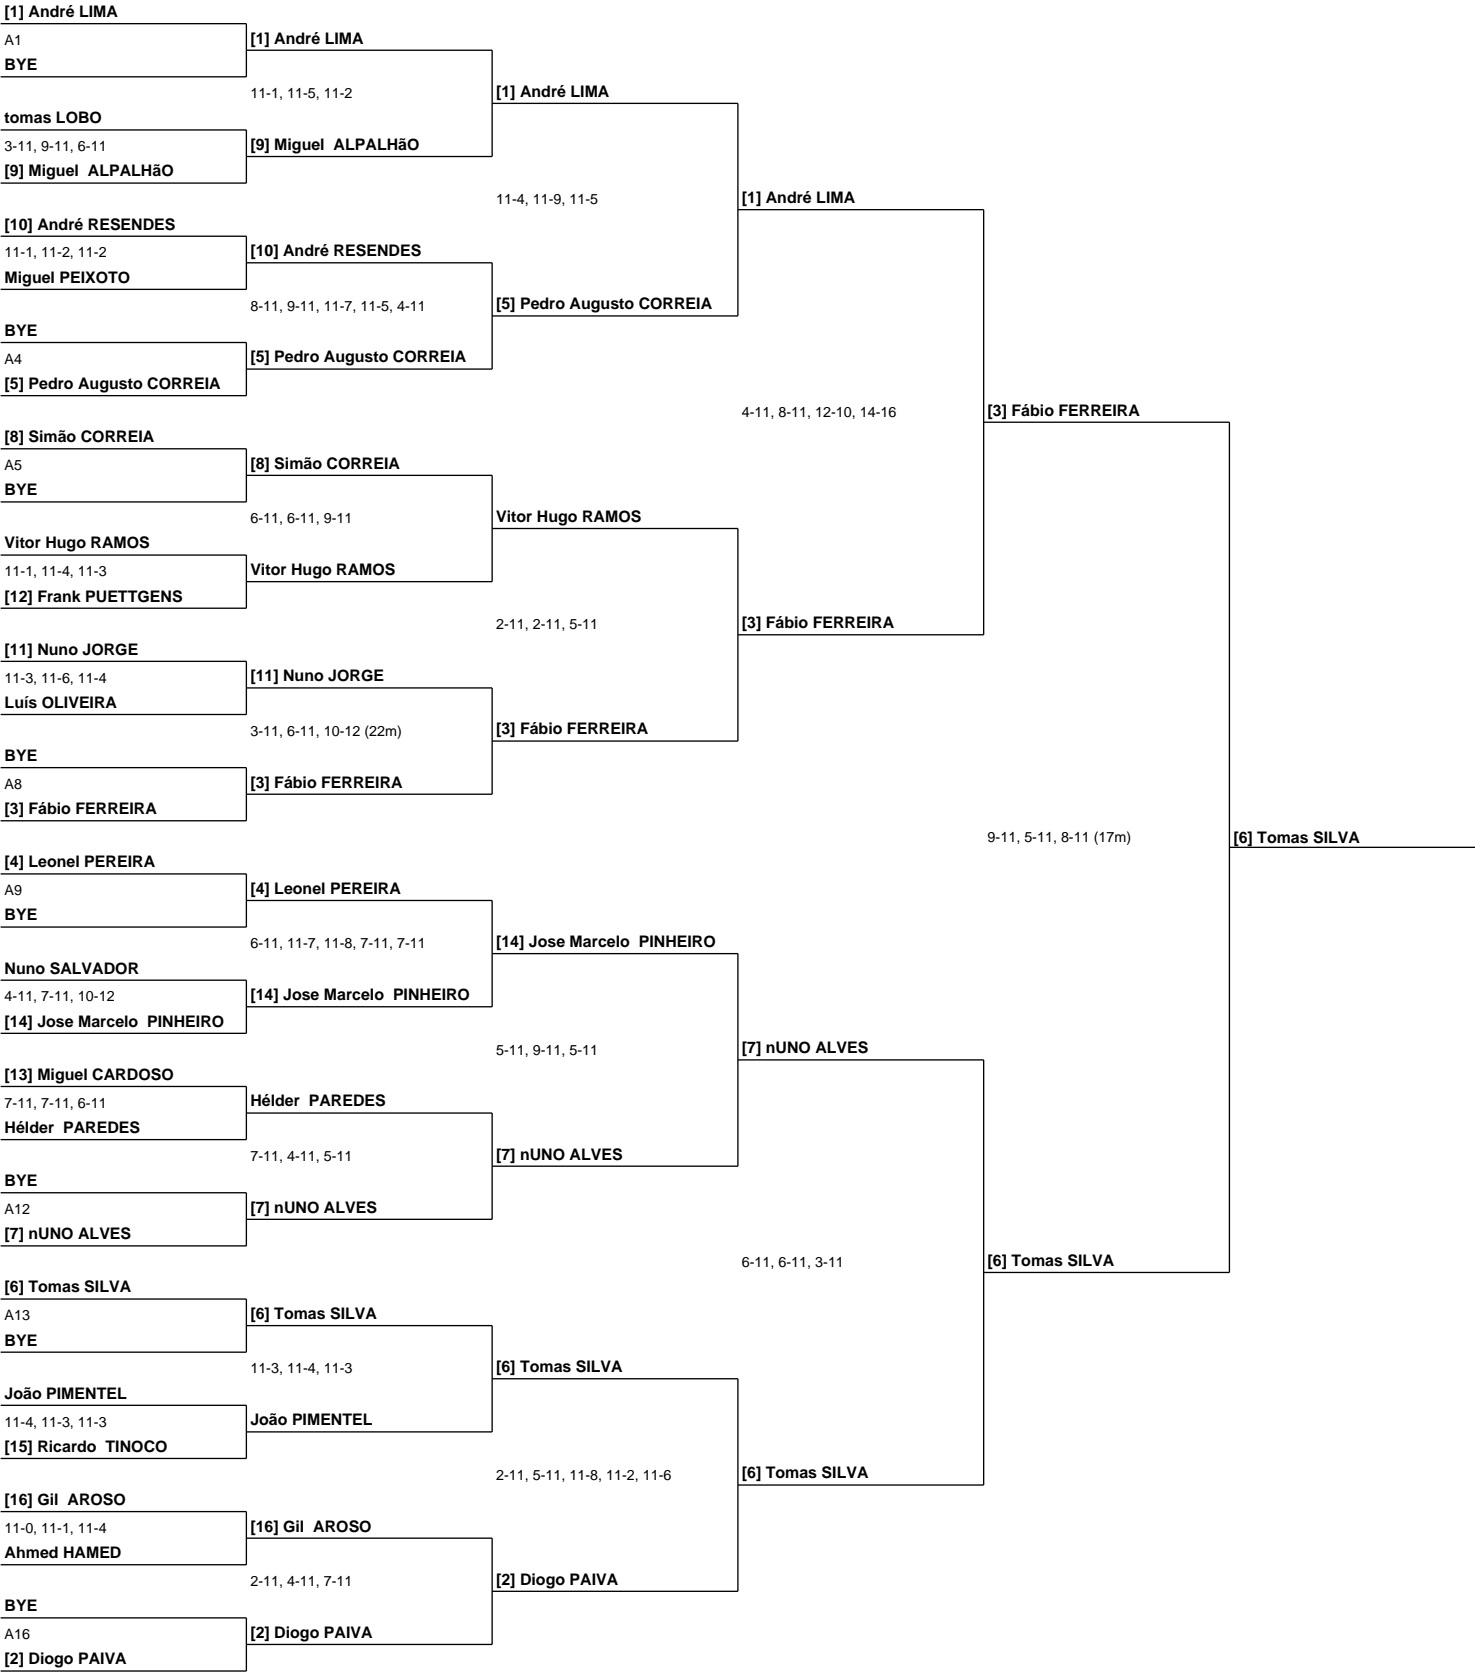 [1] André LIMA
A1
BYE
tomas LOBO
3-11, 9-11, 6-11
[9] Miguel  ALPALHãO
[10] André RESENDES
11-1, 11-2, 11-2
Miguel PEIXOTO
BYE
A4
[5] Pedro Augusto CORREIA
[8] Simão CORREIA
A5
BYE
Vitor Hugo RAMOS
11-1, 11-4, 11-3
[12] Frank PUETTGENS
[11] Nuno JORGE
11-3, 11-6, 11-4
Luís OLIVEIRA
BYE
A8
[3] Fábio FERREIRA
[4] Leonel PEREIRA
A9
BYE
Nuno SALVADOR
4-11, 7-11, 10-12
[14] Jose Marcelo  PINHEIRO
[13] Miguel CARDOSO
7-11, 7-11, 6-11
Hélder  PAREDES
BYE
A12
[7] nUNO ALVES
[6] Tomas SILVA
A13
BYE
João PIMENTEL
11-4, 11-3, 11-3
[15] Ricardo  TINOCO
[16] Gil  AROSO
11-0, 11-1, 11-4
Ahmed HAMED
BYE
A16
[2] Diogo PAIVA
[1] André LIMA
11-1, 11-5, 11-2
[9] Miguel  ALPALHãO
[10] André RESENDES
8-11, 9-11, 11-7, 11-5, 4-11
[5] Pedro Augusto CORREIA
[8] Simão CORREIA
6-11, 6-11, 9-11
Vitor Hugo RAMOS
[11] Nuno JORGE
3-11, 6-11, 10-12 (22m)
[3] Fábio FERREIRA
[4] Leonel PEREIRA
6-11, 11-7, 11-8, 7-11, 7-11
[14] Jose Marcelo  PINHEIRO
Hélder  PAREDES
7-11, 4-11, 5-11
[7] nUNO ALVES
[6] Tomas SILVA
11-3, 11-4, 11-3
João PIMENTEL
[16] Gil  AROSO
2-11, 4-11, 7-11
[2] Diogo PAIVA
[1] André LIMA
11-4, 11-9, 11-5
[5] Pedro Augusto CORREIA
Vitor Hugo RAMOS
2-11, 2-11, 5-11
[3] Fábio FERREIRA
[14] Jose Marcelo  PINHEIRO
5-11, 9-11, 5-11
[7] nUNO ALVES
[6] Tomas SILVA
2-11, 5-11, 11-8, 11-2, 11-6
[2] Diogo PAIVA
[1] André LIMA
4-11, 8-11, 12-10, 14-16
[3] Fábio FERREIRA
[7] nUNO ALVES
6-11, 6-11, 3-11
[6] Tomas SILVA
[3] Fábio FERREIRA
9-11, 5-11, 8-11 (17m)
[6] Tomas SILVA
[6] Tomas SILVA